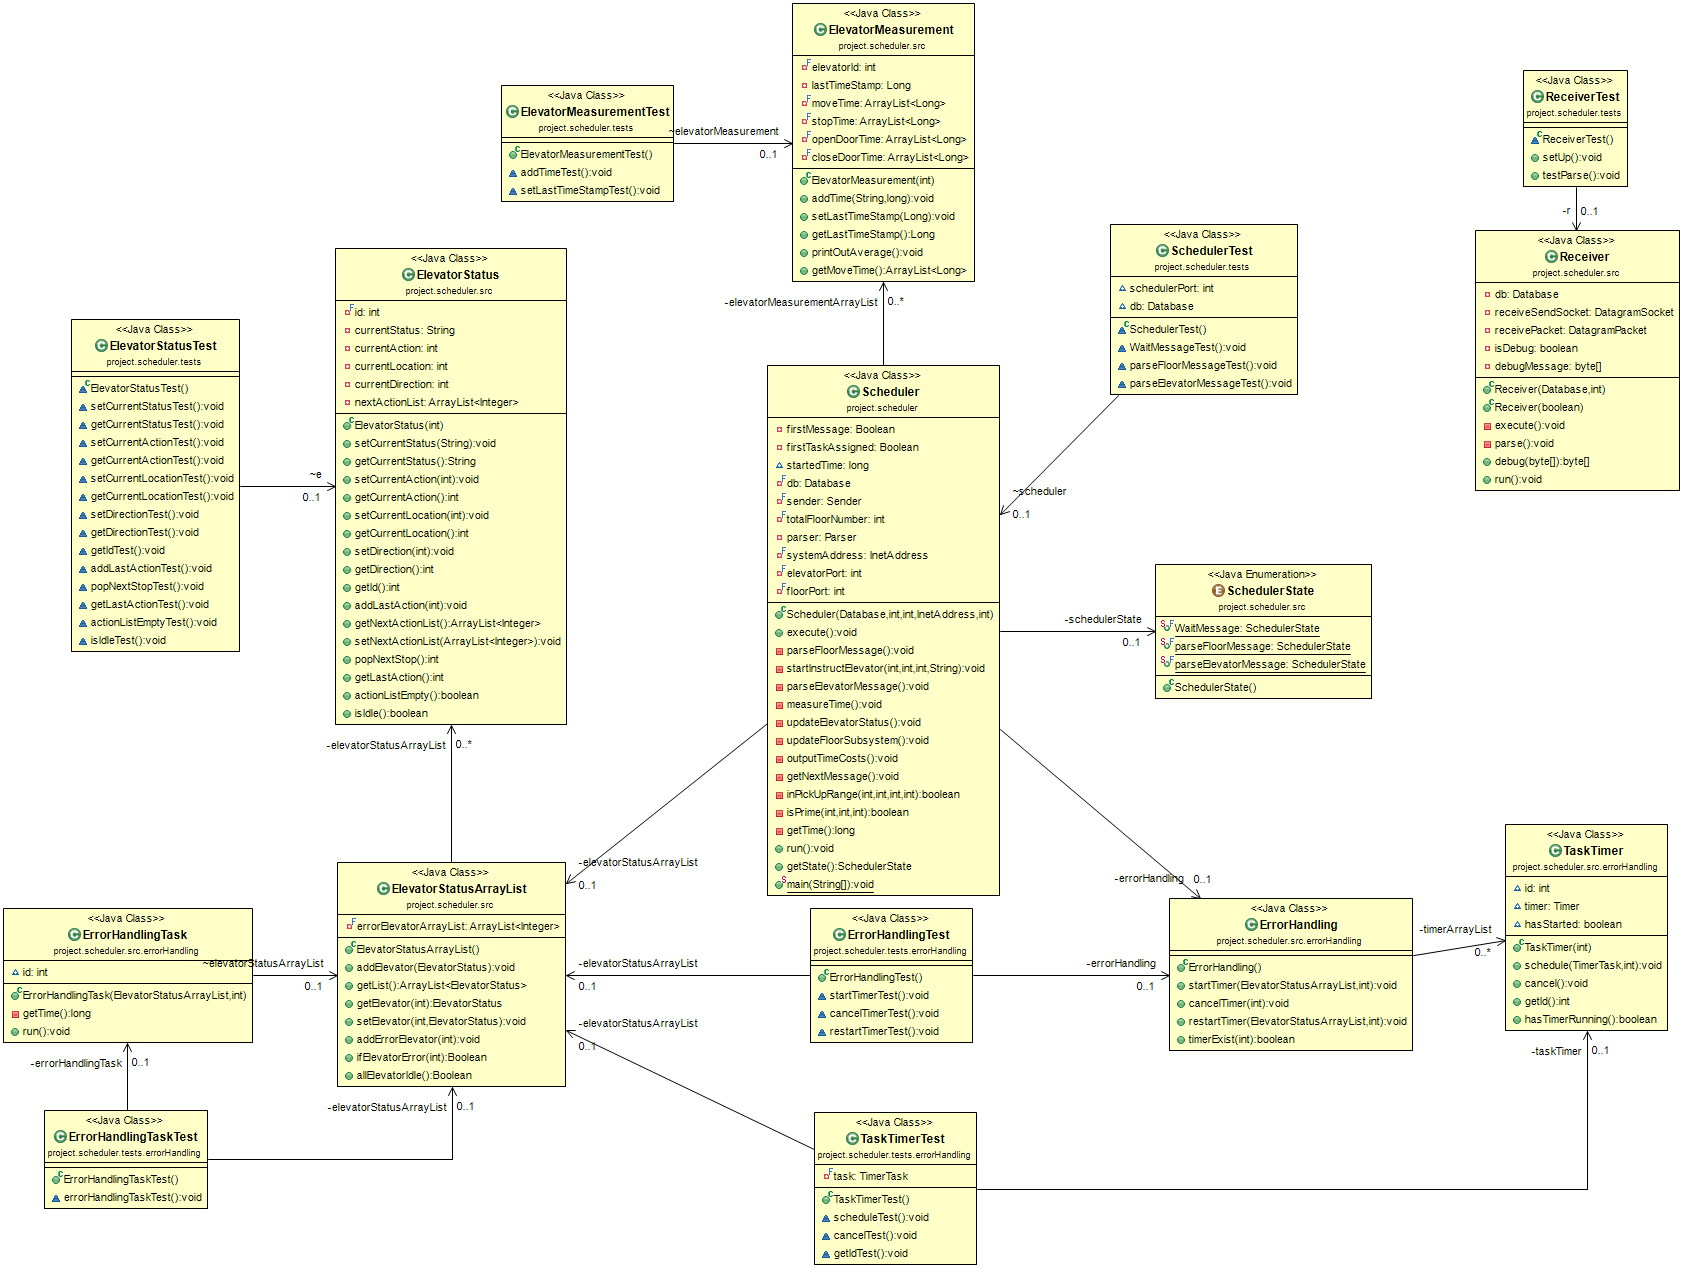 <<Java Class>>
ElevatorMeasurement
project.scheduler.src
elevatorId: int
lastTimeStamp: Long
moveTime: ArrayList<Long>
stopTime: ArrayList<Long>
openDoorTime: ArrayList<Long>
closeDoorTime: ArrayList<Long>
ElevatorMeasurement(int)
addTime(String,long):void
setLastTimeStamp(Long):void
getLastTimeStamp():Long
printOutAverage():void
getMoveTime():ArrayList<Long>
<<Java Class>>
ElevatorMeasurementTest
project.scheduler.tests
ElevatorMeasurementTest()
addTimeTest():void
setLastTimeStampTest():void
~elevatorMeasurement
0..1
<<Java Class>>
ReceiverTest
project.scheduler.tests
ReceiverTest()
setUp():void
testParse():void
-r
0..1
<<Java Class>>
Receiver
project.scheduler.src
db: Database
receiveSendSocket: DatagramSocket
receivePacket: DatagramPacket
isDebug: boolean
debugMessage: byte[]
Receiver(Database,int)
Receiver(boolean)
execute():void
parse():void
debug(byte[]):byte[]
run():void
<<Java Class>>
SchedulerTest
project.scheduler.tests
schedulerPort: int
db: Database
SchedulerTest()
WaitMessageTest():void
parseFloorMessageTest():void
parseElevatorMessageTest():void
~scheduler
0..1
<<Java Class>>
ElevatorStatus
project.scheduler.src
id: int
currentStatus: String
currentAction: int
currentLocation: int
currentDirection: int
nextActionList: ArrayList<Integer>
ElevatorStatus(int)
setCurrentStatus(String):void
getCurrentStatus():String
setCurrentAction(int):void
getCurrentAction():int
setCurrentLocation(int):void
getCurrentLocation():int
setDirection(int):void
getDirection():int
getId():int
addLastAction(int):void
getNextActionList():ArrayList<Integer>
setNextActionList(ArrayList<Integer>):void
popNextStop():int
getLastAction():int
actionListEmpty():boolean
isIdle():boolean
<<Java Class>>
ElevatorStatusTest
project.scheduler.tests
ElevatorStatusTest()
setCurrentStatusTest():void
getCurrentStatusTest():void
setCurrentActionTest():void
getCurrentActionTest():void
setCurrentLocationTest():void
getCurrentLocationTest():void
setDirectionTest():void
getDirectionTest():void
getIdTest():void
addLastActionTest():void
popNextStopTest():void
getLastActionTest():void
actionListEmptyTest():void
isIdleTest():void
~e
0..1
-elevatorMeasurementArrayList
0..*
<<Java Class>>
Scheduler
project.scheduler
firstMessage: Boolean
firstTaskAssigned: Boolean
startedTime: long
db: Database
sender: Sender
totalFloorNumber: int
parser: Parser
systemAddress: InetAddress
elevatorPort: int
floorPort: int
Scheduler(Database,int,int,InetAddress,int)
execute():void
parseFloorMessage():void
startInstructElevator(int,int,int,String):void
parseElevatorMessage():void
measureTime():void
updateElevatorStatus():void
updateFloorSubsystem():void
outputTimeCosts():void
getNextMessage():void
inPickUpRange(int,int,int,int):boolean
isPrime(int,int,int):boolean
getTime():long
run():void
getState():SchedulerState
main(String[]):void
-schedulerState
0..1
<<Java Enumeration>>
SchedulerState
project.scheduler.src
WaitMessage: SchedulerState
parseFloorMessage: SchedulerState
parseElevatorMessage: SchedulerState
SchedulerState()
-elevatorStatusArrayList
0..*
-elevatorStatusArrayList
0..1
-errorHandling
0..1
<<Java Class>>
ElevatorStatusArrayList
project.scheduler.src
errorElevatorArrayList: ArrayList<Integer>
ElevatorStatusArrayList()
addElevator(ElevatorStatus):void
getList():ArrayList<ElevatorStatus>
getElevator(int):ElevatorStatus
setElevator(int,ElevatorStatus):void
addErrorElevator(int):void
ifElevatorError(int):Boolean
allElevatorIdle():Boolean
<<Java Class>>
ErrorHandlingTask
project.scheduler.src.errorHandling
id: int
ErrorHandlingTask(ElevatorStatusArrayList,int)
getTime():long
run():void
~elevatorStatusArrayList
0..1
<<Java Class>>
ErrorHandlingTest
project.scheduler.tests.errorHandling
ErrorHandlingTest()
startTimerTest():void
cancelTimerTest():void
restartTimerTest():void
-elevatorStatusArrayList
0..1
-errorHandling
0..1
<<Java Class>>
ErrorHandling
project.scheduler.src.errorHandling
ErrorHandling()
startTimer(ElevatorStatusArrayList,int):void
cancelTimer(int):void
restartTimer(ElevatorStatusArrayList,int):void
timerExist(int):boolean
-timerArrayList
0..*
<<Java Class>>
TaskTimer
project.scheduler.src.errorHandling
id: int
timer: Timer
hasStarted: boolean
TaskTimer(int)
schedule(TimerTask,int):void
cancel():void
getId():int
hasTimerRunning():boolean
-elevatorStatusArrayList
0..1
-taskTimer
0..1
-errorHandlingTask
0..1
-elevatorStatusArrayList
0..1
<<Java Class>>
ErrorHandlingTaskTest
project.scheduler.tests.errorHandling
ErrorHandlingTaskTest()
errorHandlingTaskTest():void
<<Java Class>>
TaskTimerTest
project.scheduler.tests.errorHandling
task: TimerTask
TaskTimerTest()
scheduleTest():void
cancelTest():void
getIdTest():void